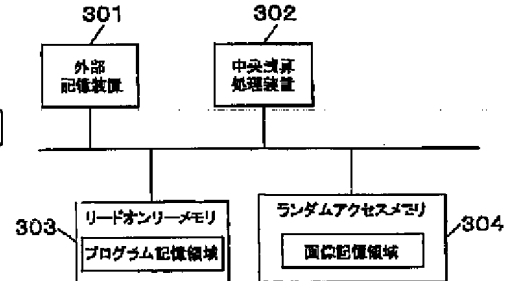 301
302
外部
記憶装置
中央演算
処理装置
リードオンリーメモリ
303
プログラム記憶領域
ランダムアクセスメモリ
304
画像記憶領域